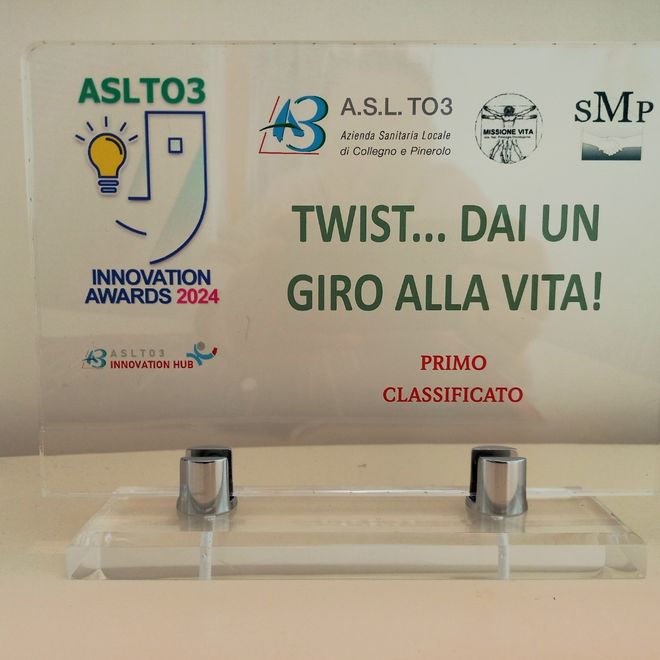 ASLTO3
INNOVATION
AWARDS 2024
ASLTO3
INNOVATION HUB
A.S.L. TO3
Azienda Sanitaria Locale
di Collegno e Pinerolo
MISSIONE VITA
SMP
TWIST... DAI UN
GIRO ALLA VITA!
PRIMO
CLASSIFICATO